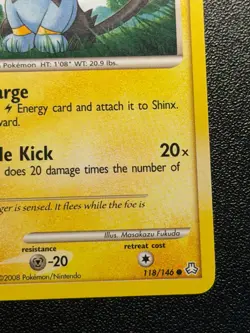 Pokémon HT: 1'08" WT: 20.9 lbs.
arge
Energy card and attach it to Shinx.
ard.
le Kick 20x
does 20 damage times the number of
ger is sensed. It flees while the foe is
Illus. Masakazu Fukuda
resistance retreat cost
-20
©2008 Pokémon/Nintendo 118/146